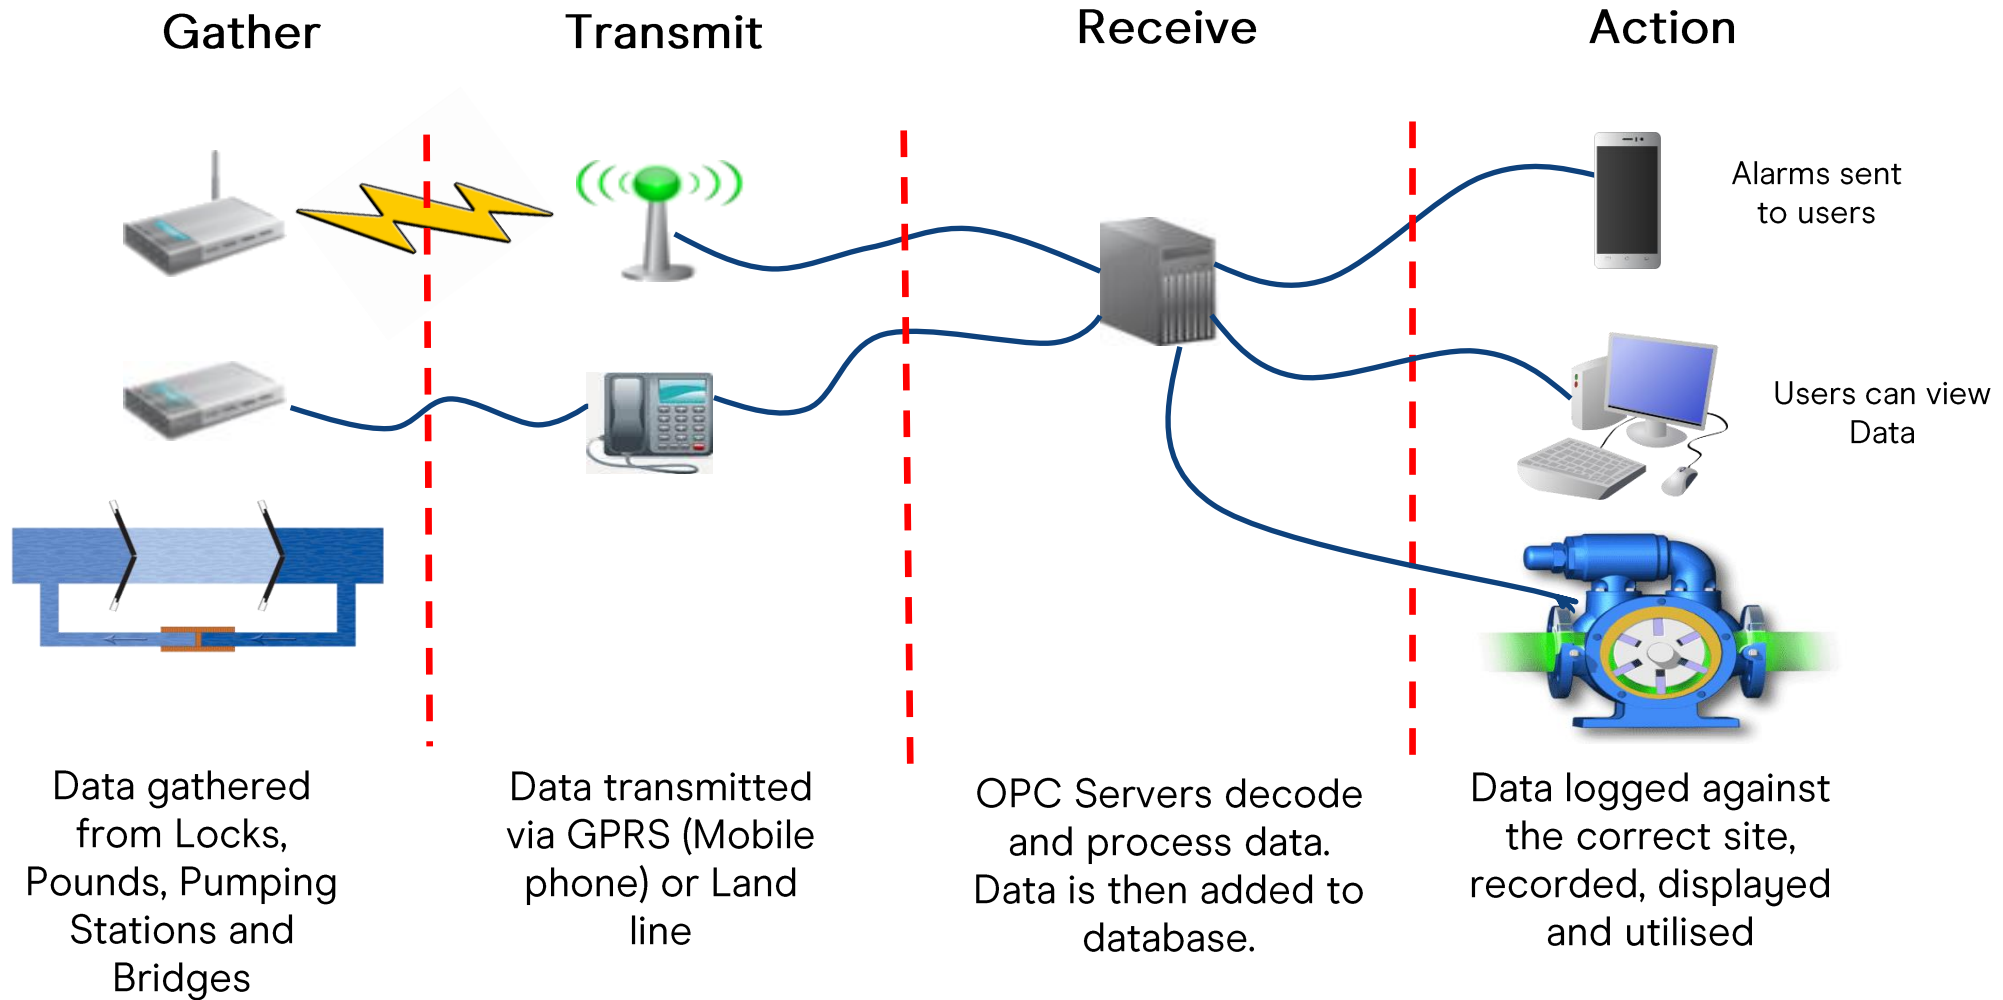 Gather
Transmit
Receive
Action
Alarms sent
to users
Users can view
Data
Data gathered
from Locks,
Pounds, Pumping
Stations and
Bridges
Data transmitted
via GPRS (Mobile
phone) or Land
line
OPC Servers decode
and process data.
Data is then added to
database.
Data logged against
the correct site,
recorded, displayed
and utilised